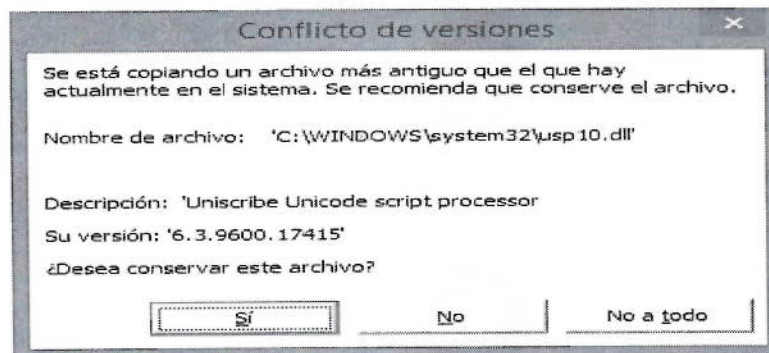 Conflicto de versiones
Se está copiando un archivo más antiguo que el que hay
actualmente en el sistema. Se recomienda que conserve el archivo.
Nombre de archivo: 'C:\WINDOWS\system32\usp10.dll'
Descripción: 'Uniscribe Unicode script processor
Su versión: '6.3.9600.17415'
¿Desea conservar este archivo?
Sí No No a todo